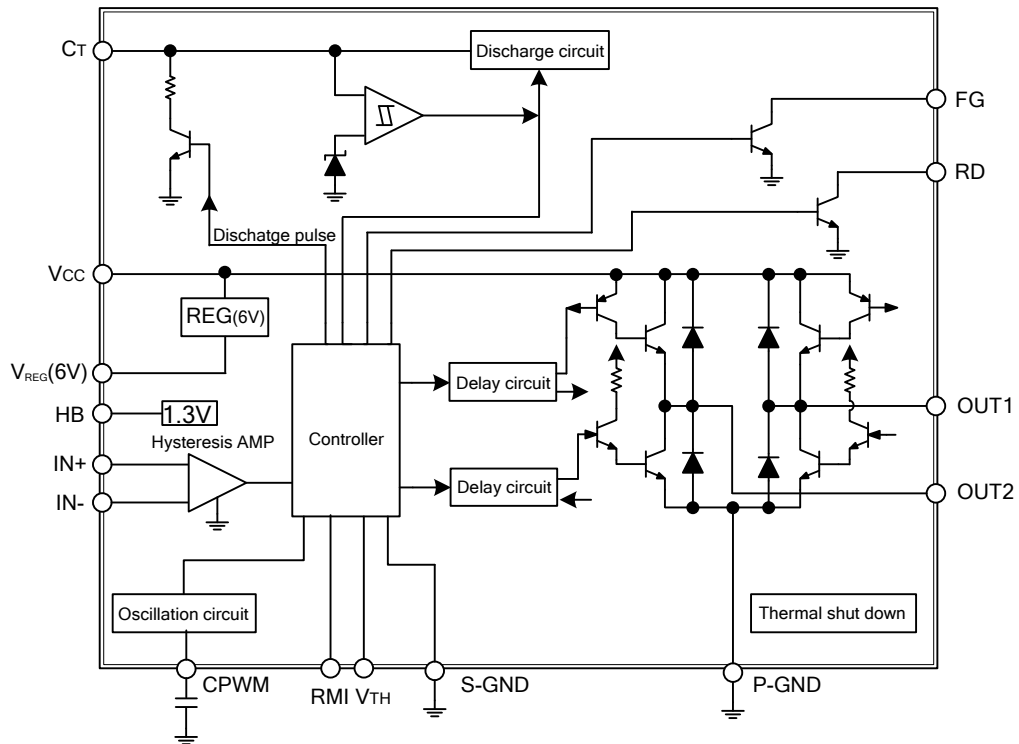 CT
Discharge circuit
FG
RD
Dischatge pulse
VCC
REG(6V)
VREG(6V)
HB
1.3V
Hysteresis AMP
IN+
IN-
Controller
Delay circuit
Delay circuit
OUT1
OUT2
Oscillation circuit
Thermal shut down
CPWM
RMI
VTH
S-GND
P-GND